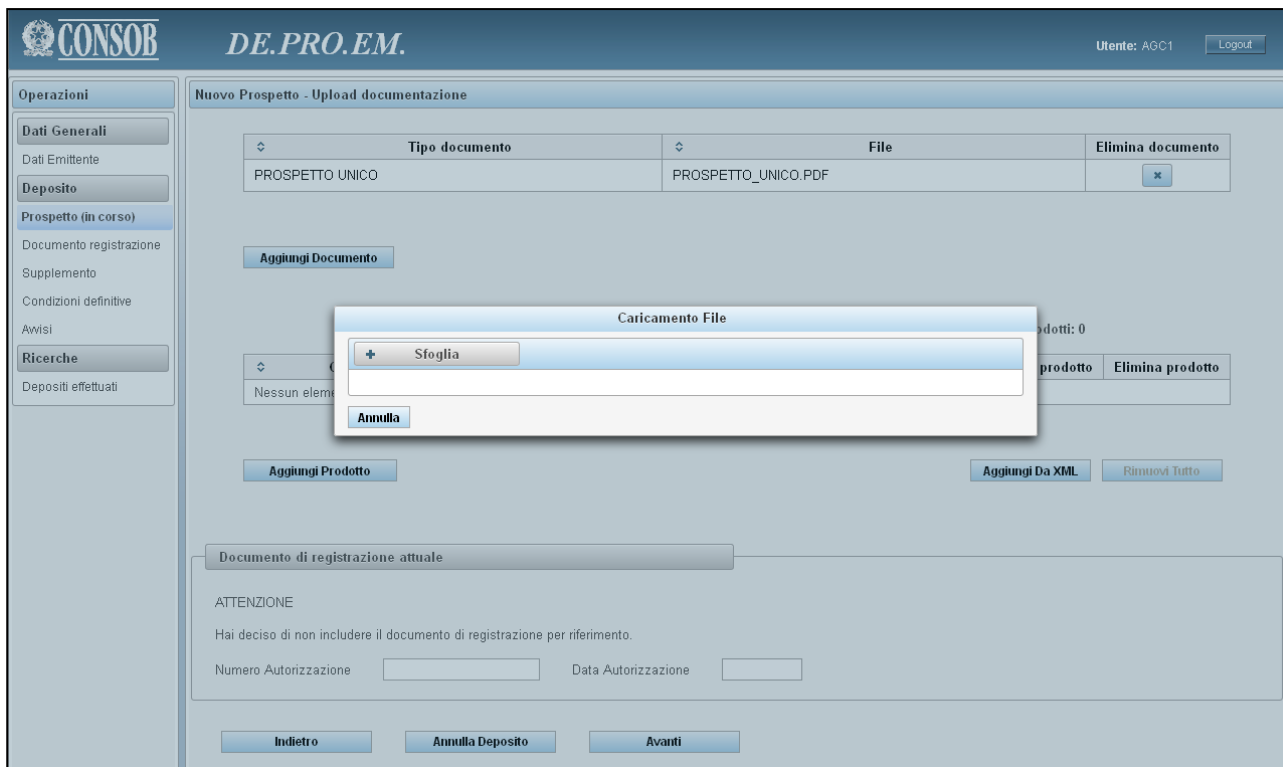 CONSOB
DE.PRO.EM.
Utente: AGC1
Logout
Operazioni
Dati Generali
Dati Emittente
Deposito
Prospetto (in corso)
Documento registrazione
Supplemento
Condizioni definitive
Avvisi
Ricerche
Depositi effettuati
Nuovo Prospetto - Upload documentazione
Tipo documento File Elimina documento
PROSPETTO UNICO PROSPETTO_UNICO.PDF
Aggiungi Documento
Caricamento File
Sfoglia
Annulla
: 0
prodotto Elimina prodotto
Nessun
Aggiungi Prodotto
Aggiungi Da XML
Rimuovi Tutto
Documento di registrazione attuale
ATTENZIONE
Hai deciso di non includere il documento di registrazione per riferimento.
Numero Autorizzazione Data Autorizzazione
Indietro
Annulla Deposito
Avanti